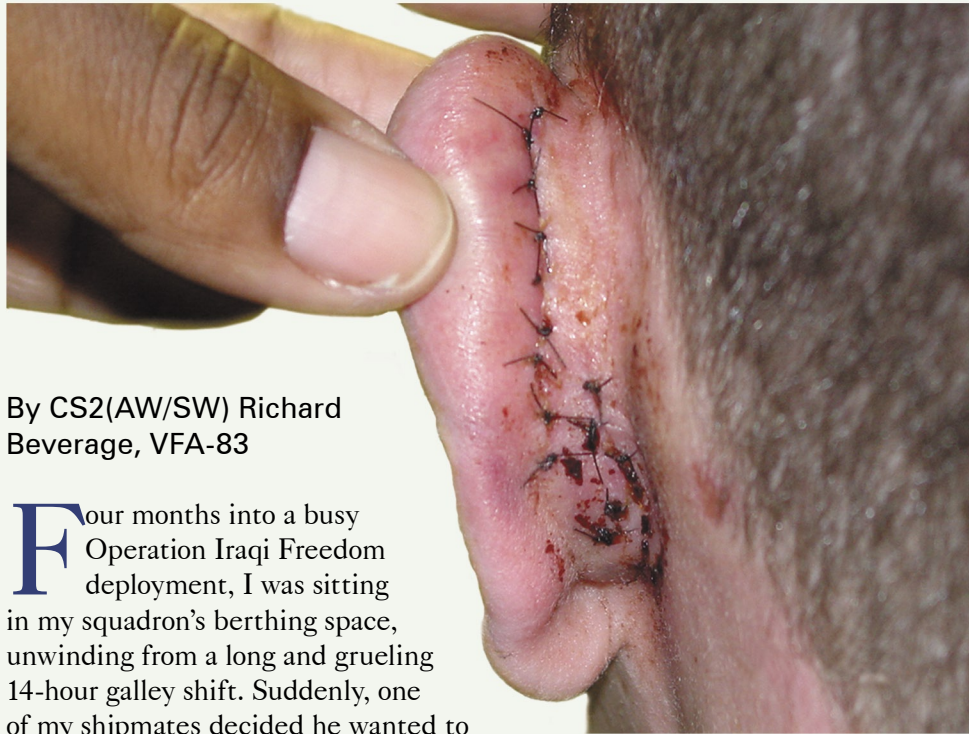 By CS2(AW/SW) Richard
Beverage, VFA-83
Four months into a busy
Operation Iraqi Freedom
deployment, I was sitting
in my squadron’s berthing space,
unwinding from a long and grueling
14-hour galley shift. Suddenly, one
of my shipmates decided he wanted to